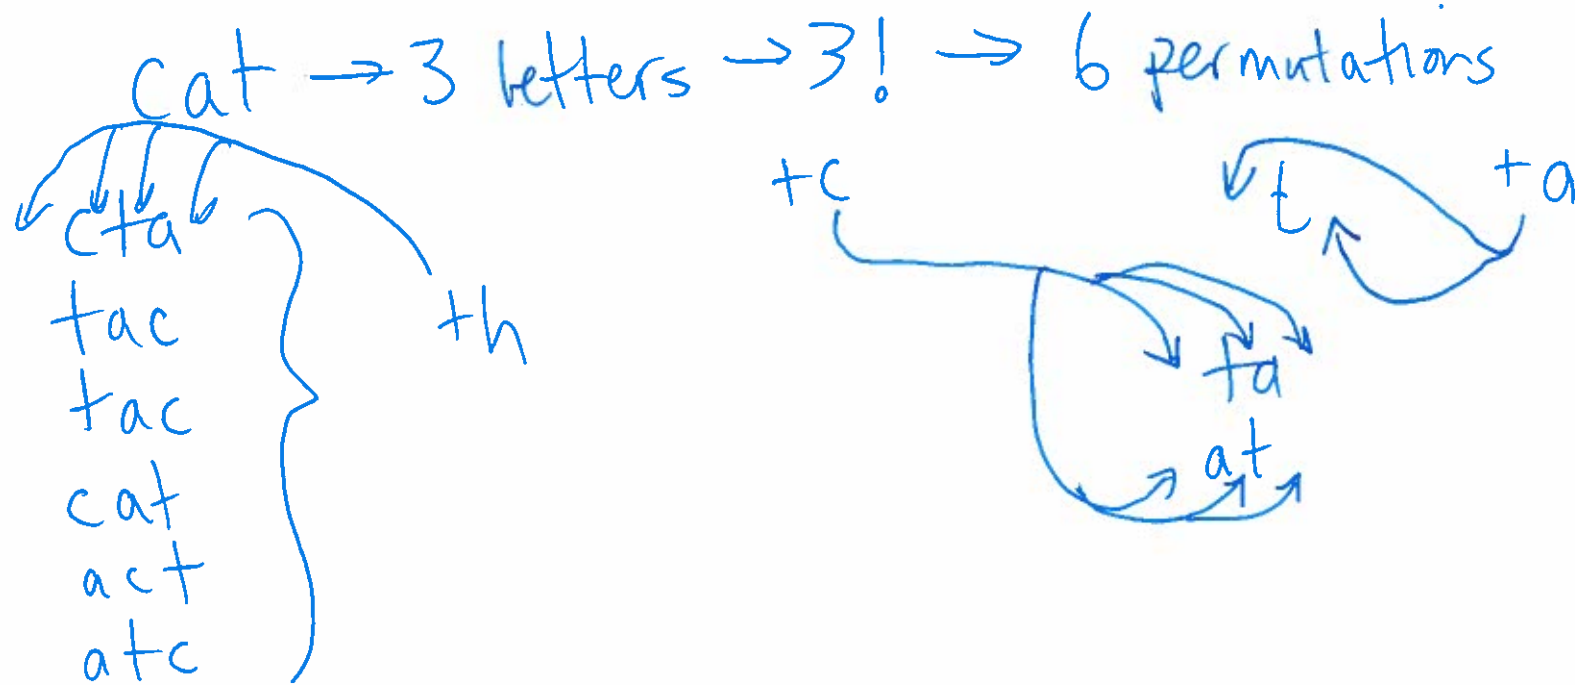 cat → 3 letters → 3! → 6 permutations
+c
t
+a
cta
tac
+h
ta
tac
at
cat
act
atc